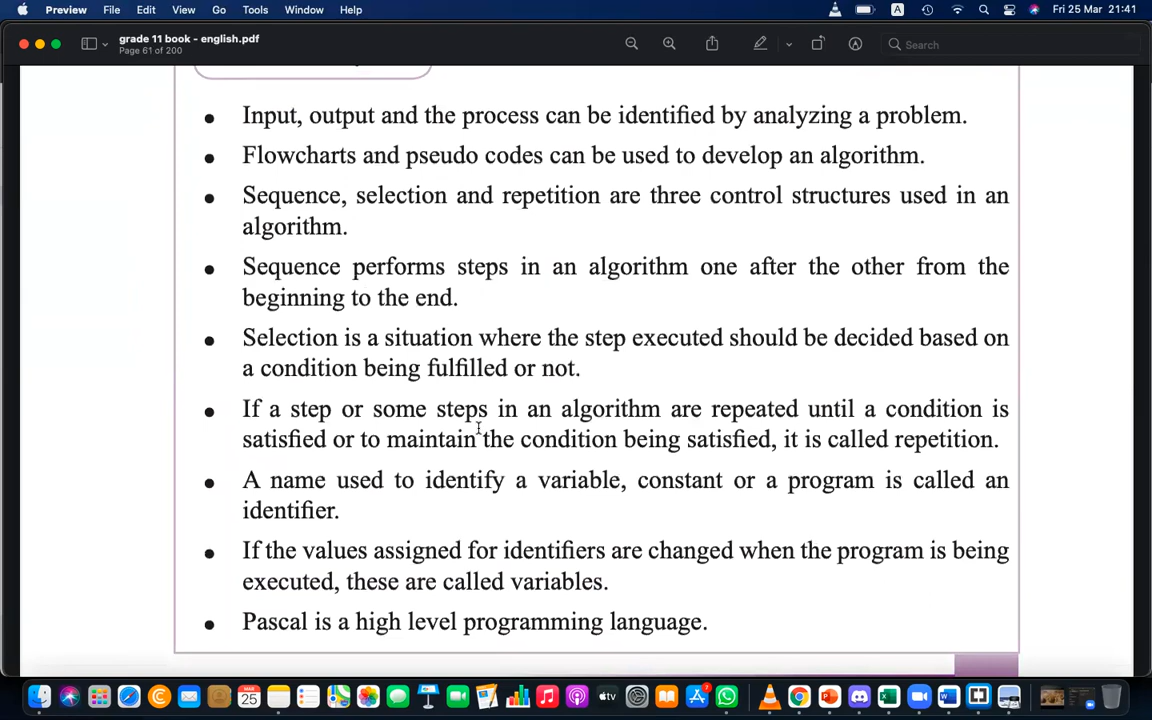 Preview File Edit View Go Tools Window Help A Fri 25 Mar 21:41
grade 11 book - english.pdf
Page 61 of 200
Search
• Input, output and the process can be identified by analyzing a problem.
• Flowcharts and pseudo codes can be used to develop an algorithm.
• Sequence, selection and repetition are three control structures used in an
algorithm.
• Sequence performs steps in an algorithm one after the other from the
beginning to the end.
• Selection is a situation where the step executed should be decided based on
a condition being fulfilled or not.
• If a step or some steps in an algorithm are repeated until a condition is
satisfied or to maintain the condition being satisfied, it is called repetition.
• A name used to identify a variable, constant or a program is called an
identifier.
• If the values assigned for identifiers are changed when the program is being
executed, these are called variables.
• Pascal is a high level programming language.
MAR
25
tv